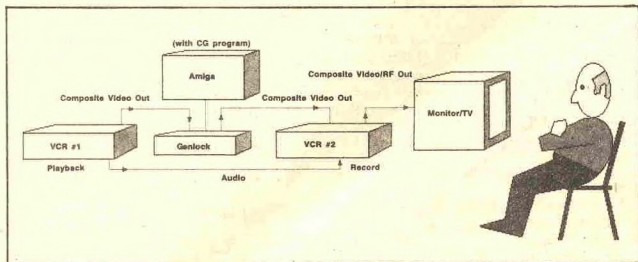 (with CG program)
Amiga
Composite Video/RF Out
Composite Video Out
Composite Video Out
Monitor/TV
VCR #1
Genlock
VCR #2
Playback
Record
Audio